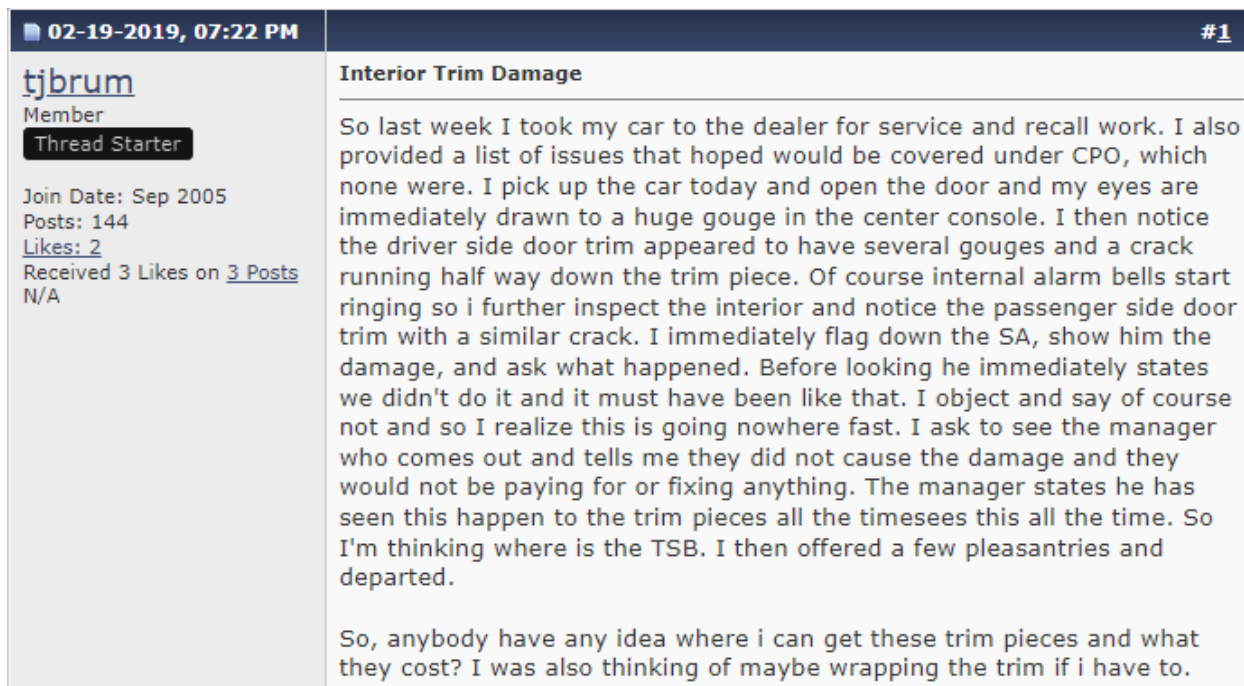 02-19-2019, 07:22 PM
#1
tjbrum
Member
Thread Starter
Join Date: Sep 2005
Posts: 144
Likes: 2
Received 3 Likes on 3 Posts
N/A
Interior Trim Damage
So last week I took my car to the dealer for service and recall work. I also
provided a list of issues that hoped would be covered under CPO, which
none were. I pick up the car today and open the door and my eyes are
immediately drawn to a huge gouge in the center console. I then notice
the driver side door trim appeared to have several gouges and a crack
running half way down the trim piece. Of course internal alarm bells start
ringing so i further inspect the interior and notice the passenger side door
trim with a similar crack. I immediately flag down the SA, show him the
damage, and ask what happened. Before looking he immediately states
we didn't do it and it must have been like that. I object and say of course
not and so I realize this is going nowhere fast. I ask to see the manager
who comes out and tells me they did not cause the damage and they
would not be paying for or fixing anything. The manager states he has
seen this happen to the trim pieces all the timesees this all the time. So
I'm thinking where is the TSB. I then offered a few pleasantries and
departed.
So, anybody have any idea where i can get these trim pieces and what
they cost? I was also thinking of maybe wrapping the trim if i have to.